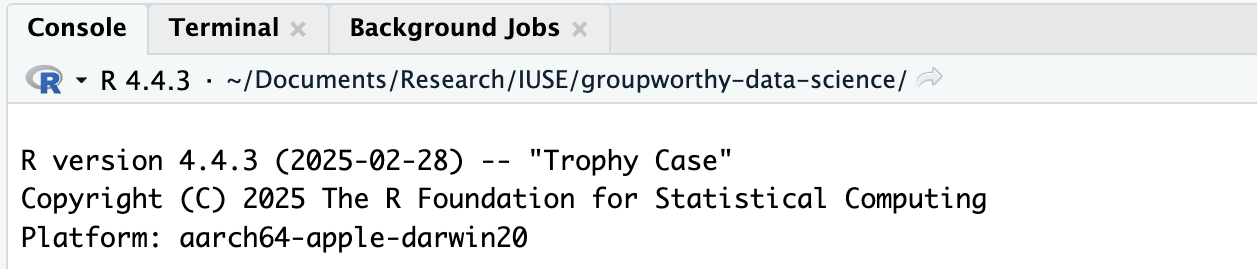 Console Terminal × Background Jobs ×
R R 4.4.3 · ~/Documents/Research/IUSE/groupworthy-data-science/
R version 4.4.3 (2025-02-28) -- "Trophy Case"
Copyright (C) 2025 The R Foundation for Statistical Computing
Platform: aarch64-apple-darwin20